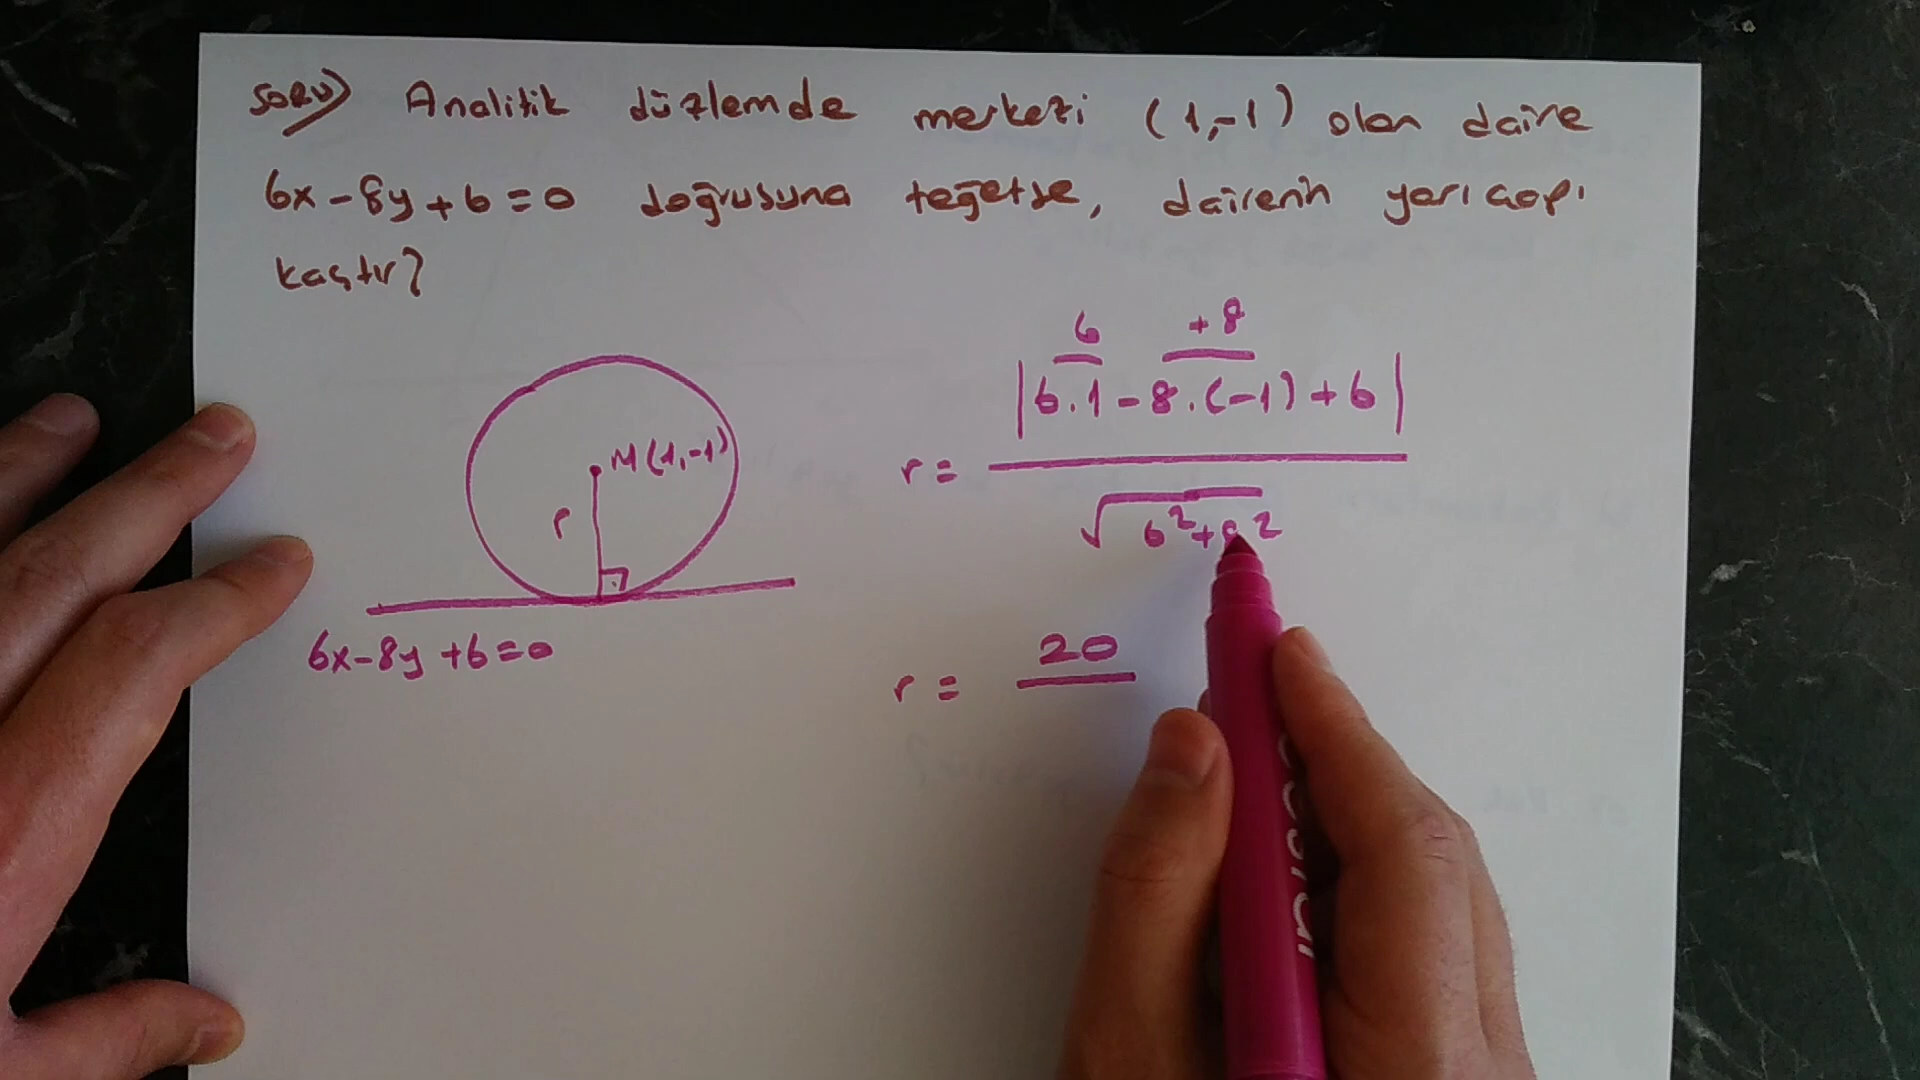 SORU) Analitik düzlemde merkezi (1,-1) olan daire
6x-8y+6=0 doğrusuna teğetse, dairenin yarıçapı
kaçtır?
M(1,-1)
r
6x-8y+6=0
6 +8
|6.1-8.(-1)+6|
r =
√6²+8²
r = 20